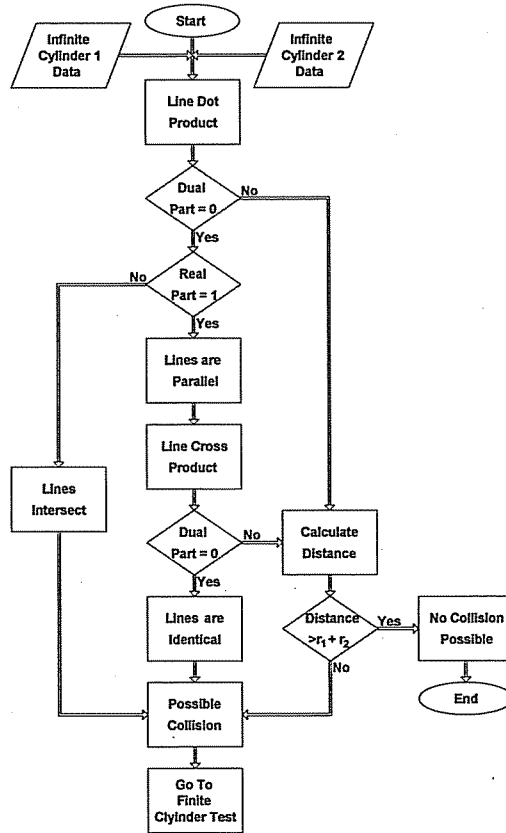 Start
Infinite
Cylinder 1
Data
Infinite
Cylinder 2
Data
Line Dot
Product
Dual
Part = 0
No
Yes
Real
Part = 1
No
Yes
Lines are
Parallel
Line Cross
Product
Lines
Intersect
Dual
Part = 0
No
Yes
Calculate
Distance
Lines are
Identical
Distance
>r1 + r2
Yes
No
No Collision
Possible
End
Possible
Collision
Go To
Finite
Clyinder Test